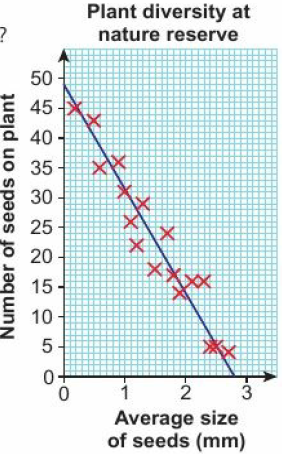 Plant diversity at
nature reserve
?
Number of seeds on plant
50
45
40
35
30
25
20
15
10
5
0
0 1 2 3
Average size
of seeds (mm)